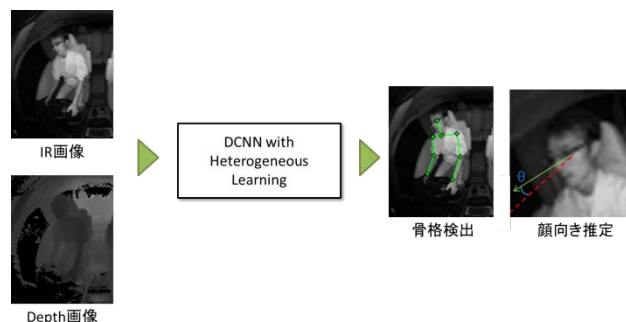 IR画像
Depth画像
DCNN with
Heterogeneous
Learning
骨格検出
θ
顔向き推定